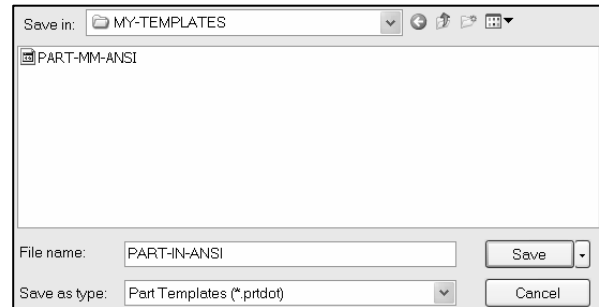 Save in: MY-TEMPLATES
PART-MM-ANSI
File name: PART-IN-ANSI Save
Save as type: Part Templates (*.prtdot) Cancel